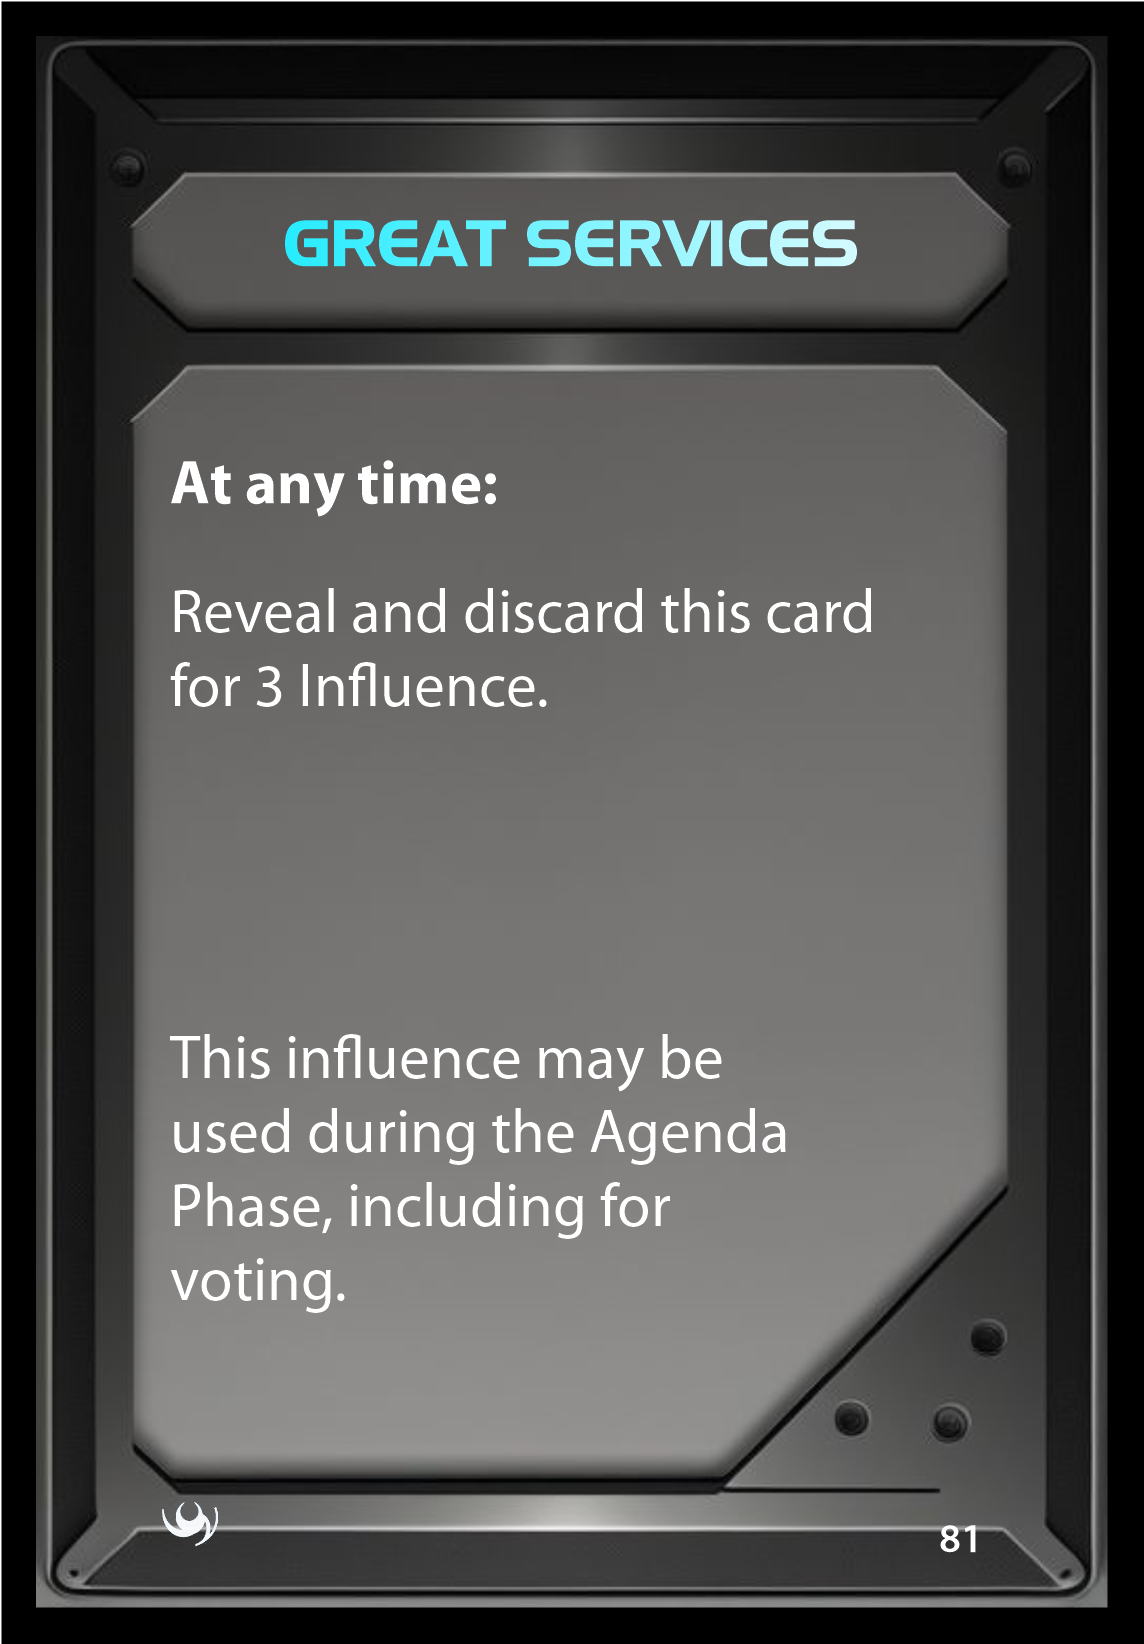 GREAT SERVICES
At any time:
Reveal and discard this card
for 3 Influence.
This influence may be
used during the Agenda
Phase, including for
voting.
81